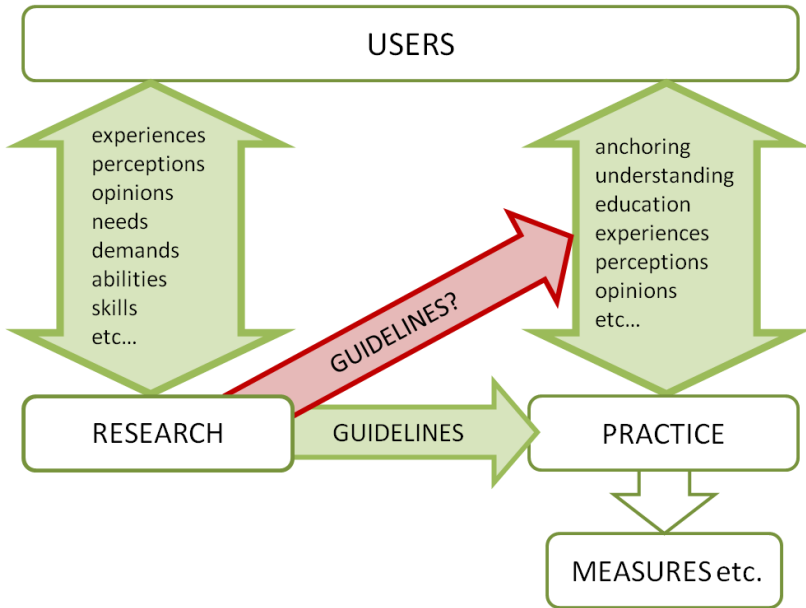 USERS
experiences
perceptions
opinions
needs
demands
abilities
skills
etc...
anchoring
understanding
education
experiences
perceptions
opinions
etc...
GUIDELINES?
RESEARCH
GUIDELINES
PRACTICE
MEASURES etc.